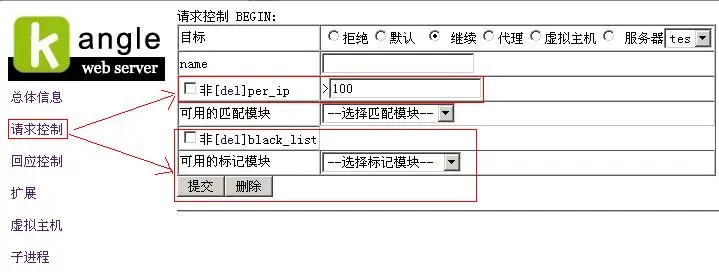 kangle
web server
总体信息
请求控制
回应控制
扩展
虚拟主机
子进程
请求控制 BEGIN:
目标 拒绝 默认 继续 代理 虚拟主机 服务器 tes
name
非[del]per_ip >100
可用的匹配模块 --选择匹配模块--
非[del]black_list
可用的标记模块 --选择标记模块--
提交 删除